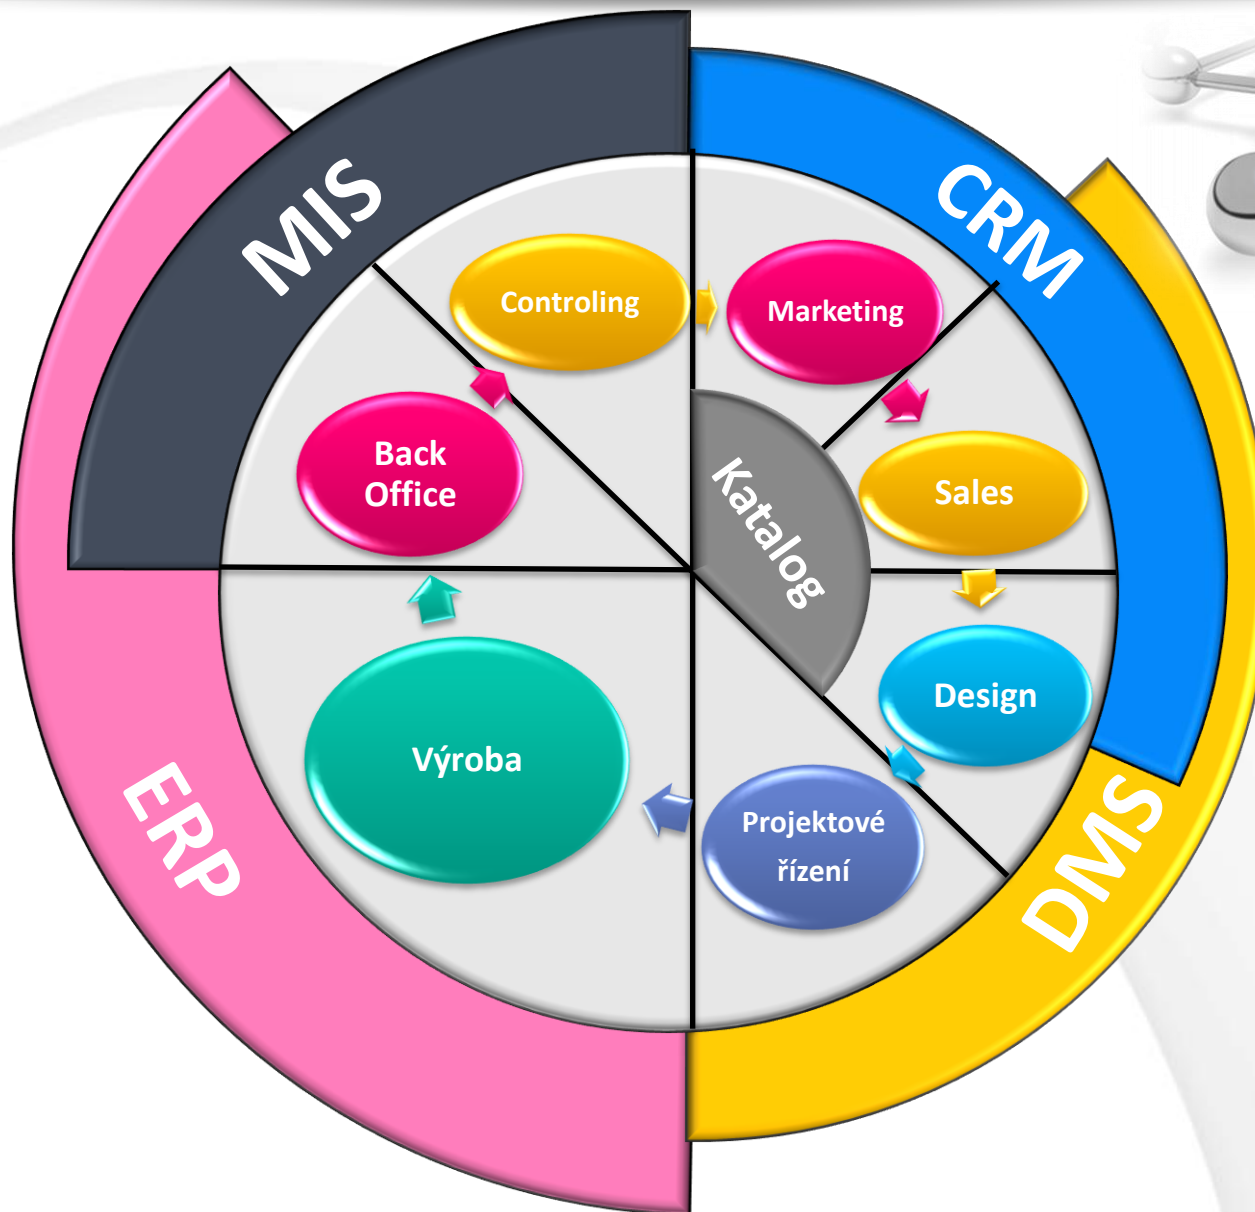 MIS
CRM
Controling
Marketing
Back
Office
Katalog
Sales
Design
Výroba
Projektové
řízení
ERP
DMS